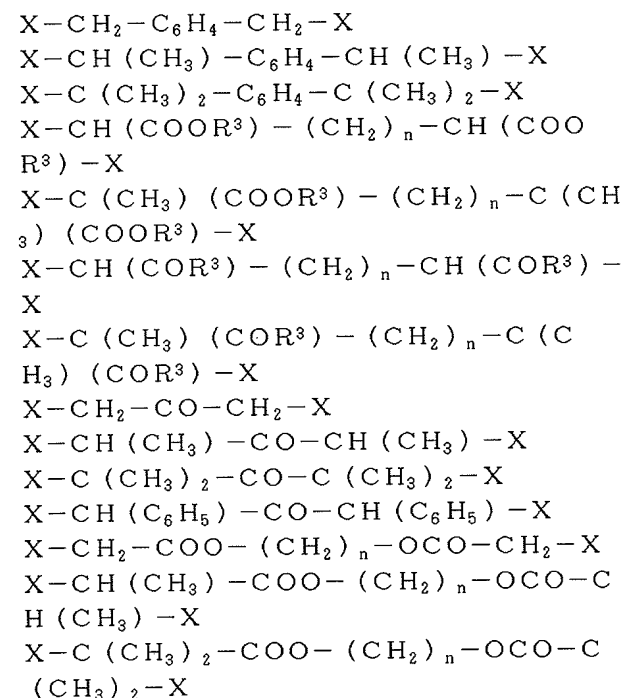 X－CH₂－C₆H₄－CH₂－X
X－CH（CH₃）－C₆H₄－CH（CH₃）－X
X－C（CH₃）₂－C₆H₄－C（CH₃）₂－X
X－CH（COOR³）－（CH₂）ₙ－CH（COO
R³）－X
X－C（CH₃）（COOR³）－（CH₂）ₙ－C（CH
₃）（COOR³）－X
X－CH（COR³）－（CH₂）ₙ－CH（COR³）－
X
X－C（CH₃）（COR³）－（CH₂）ₙ－C（C
H₃）（COR³）－X
X－CH₂－CO－CH₂－X
X－CH（CH₃）－CO－CH（CH₃）－X
X－C（CH₃）₂－CO－C（CH₃）₂－X
X－CH（C₆H₅）－CO－CH（C₆H₅）－X
X－CH₂－COO－（CH₂）ₙ－OCO－CH₂－X
X－CH（CH₃）－COO－（CH₂）ₙ－OCO－C
H（CH₃）－X
X－C（CH₃）₂－COO－（CH₂）ₙ－OCO－C
（CH₃）₂－X